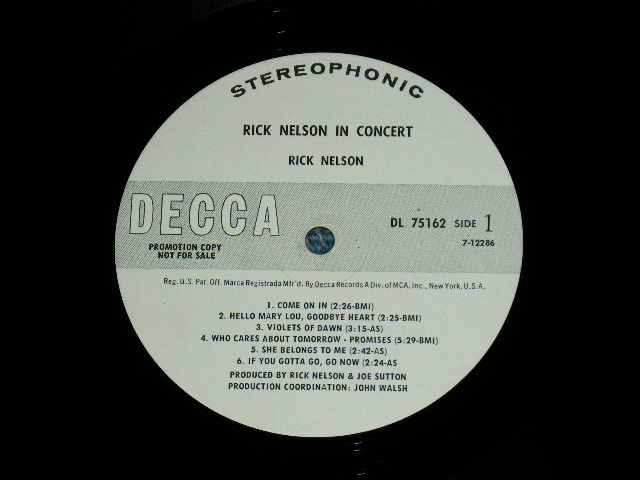 STEREOPHONIC
RICK NELSON IN CONCERT
RICK NELSON
DECCA
DL 75162 SIDE 1
7-12286
PROMOTION COPY
NOT FOR SALE
Reg. U.S. Pat. Off. Marca Registrada Mfr'd. By Decca Records A Div. of MCA, Inc., New York, U.S.A.
1. COME ON IN (2:26-BMI)
2. HELLO MARY LOU, GOODBYE HEART (2:25-BMI)
3. VIOLETS OF DAWN (3:15-AS)
4. WHO CARES ABOUT TOMORROW - PROMISES (5:29-BMI)
5. SHE BELONGS TO ME (2:42-AS)
6. IF YOU GOTTA GO, GO NOW (2:24-AS
PRODUCED BY RICK NELSON & JOE SUTTON
PRODUCTION COORDINATION: JOHN WALSH